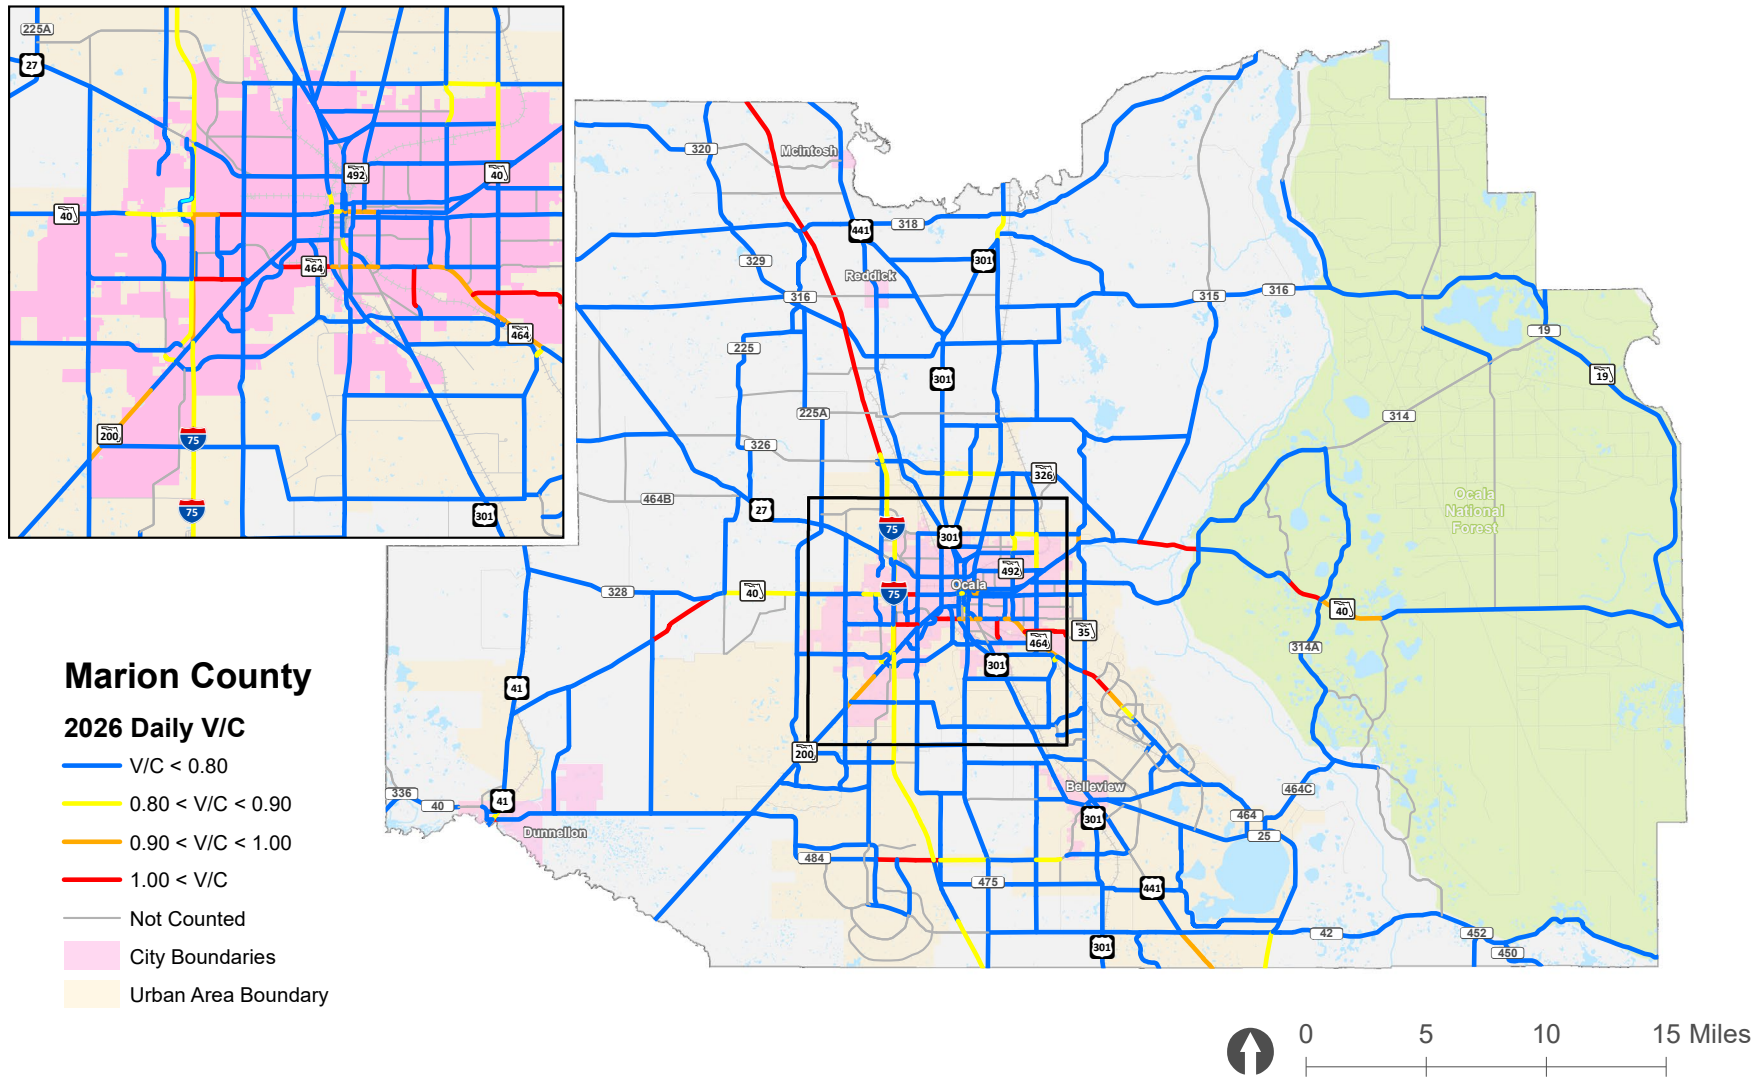 225A
27
492
40
40
464
464
200
75
75
301
320
McIntosh
441
318
329
301
Reddick
316
315
316
19
225
19
301
225A
314
326
326
464B
27
Ocala
National
Forest
75
301
492
Ocala
328
40
75
40
35
464
314A
301
41
200
Belleview
336
40
41
464C
301
464
Dunnellon
25
484
475
441
42
452
301
450
Marion County
2026 Daily V/C
V/C < 0.80
0.80 < V/C < 0.90
0.90 < V/C < 1.00
1.00 < V/C
Not Counted
City Boundaries
Urban Area Boundary
0 5 10 15 Miles